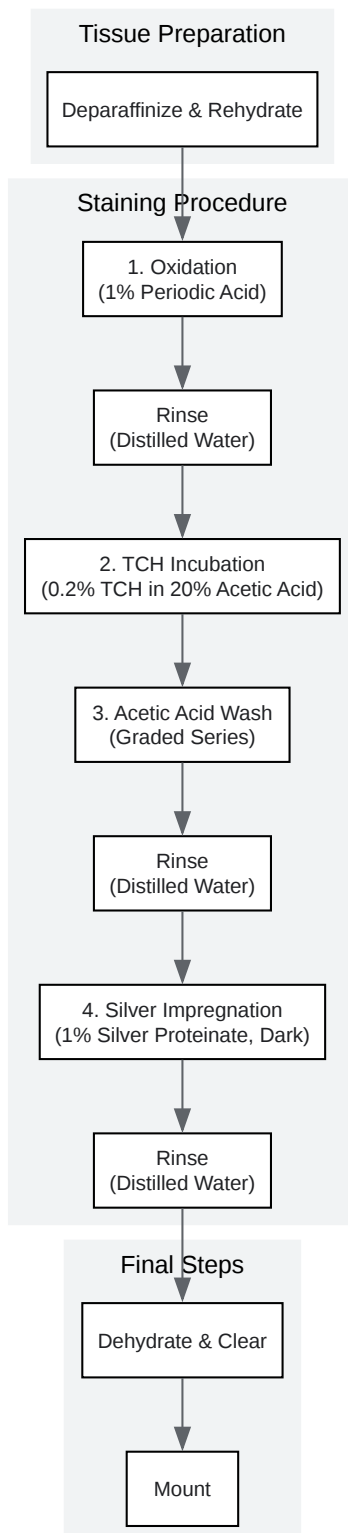 Tissue Preparation
Deparaffinize & Rehydrate
Staining Procedure
1. Oxidation
(1% Periodic Acid)
Rinse
(Distilled Water)
2. TCH Incubation
(0.2% TCH in 20% Acetic Acid)
3. Acetic Acid Wash
(Graded Series)
Rinse
(Distilled Water)
4. Silver Impregnation
(1% Silver Proteinate, Dark)
Rinse
(Distilled Water)
Final Steps
Dehydrate & Clear
Mount